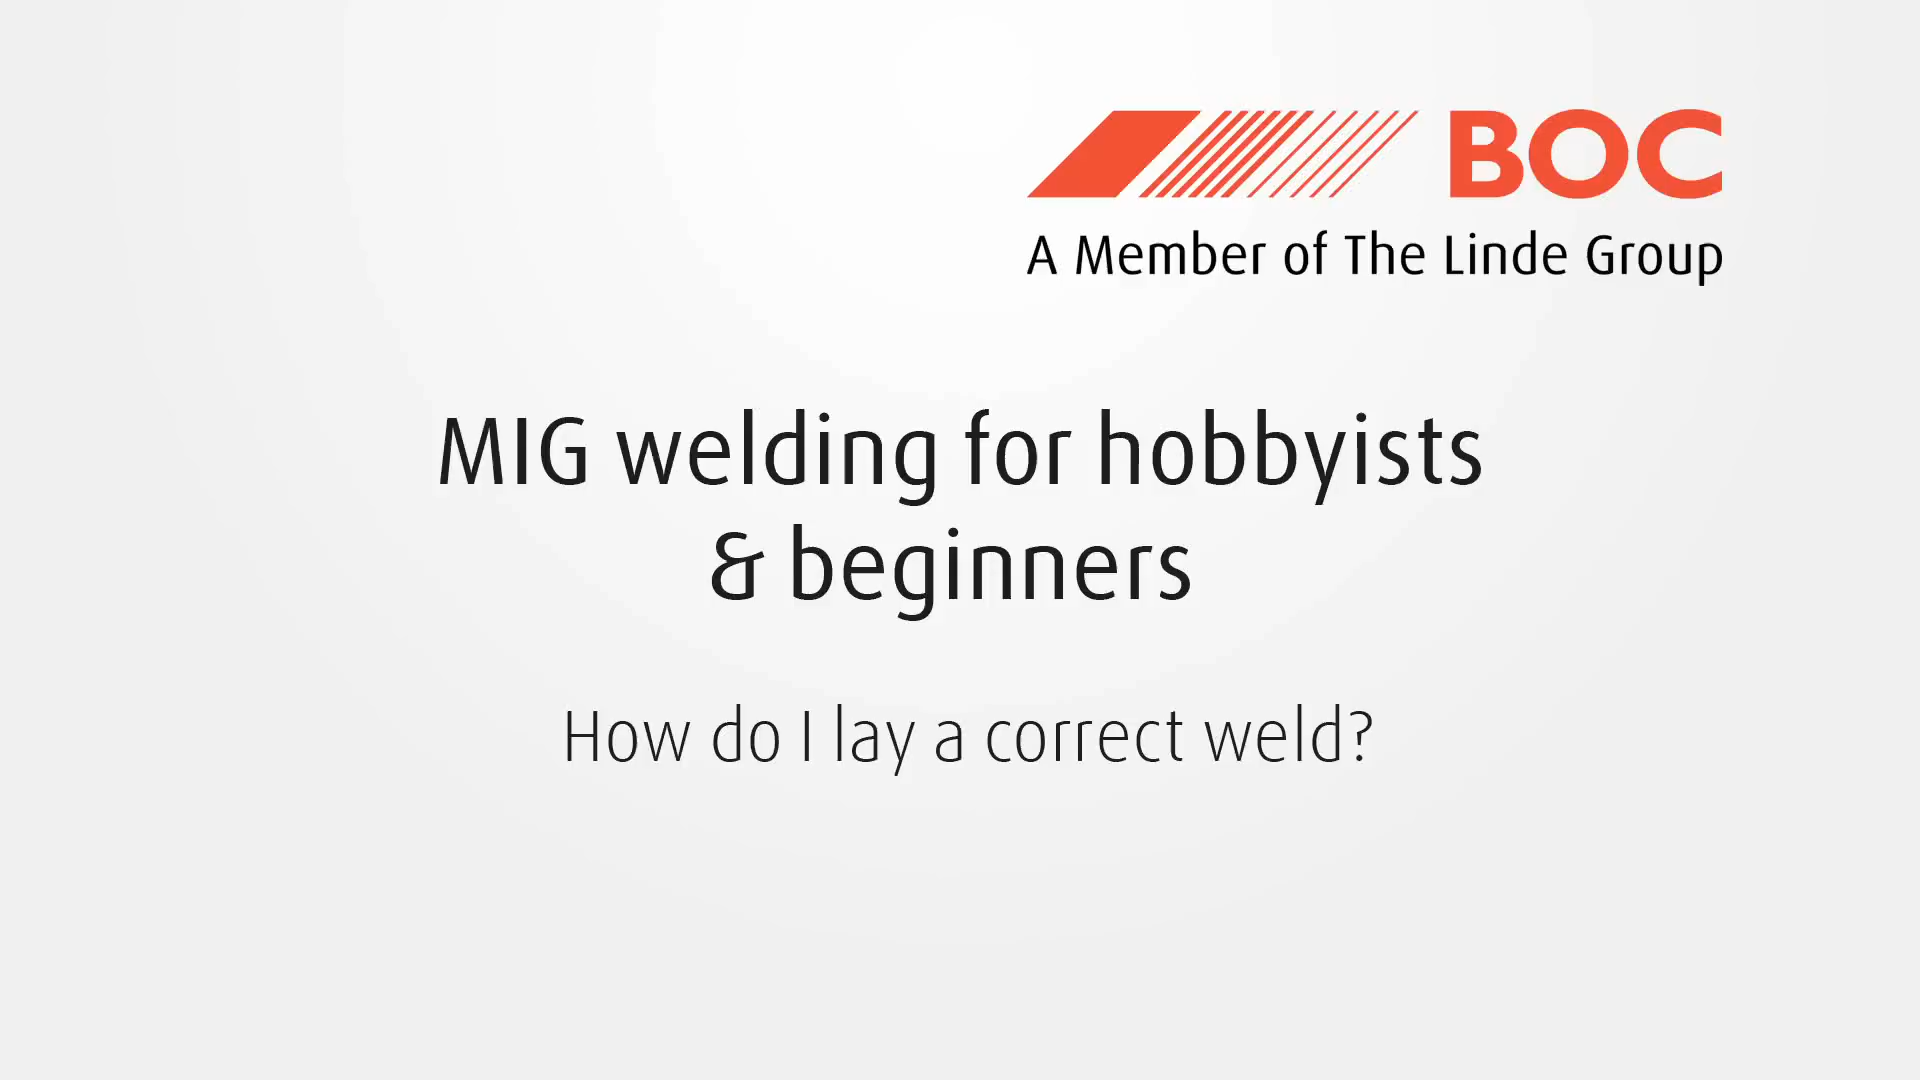 BOC
A Member of The Linde Group
MIG welding for hobbyists
& beginners
How do I lay a correct weld?